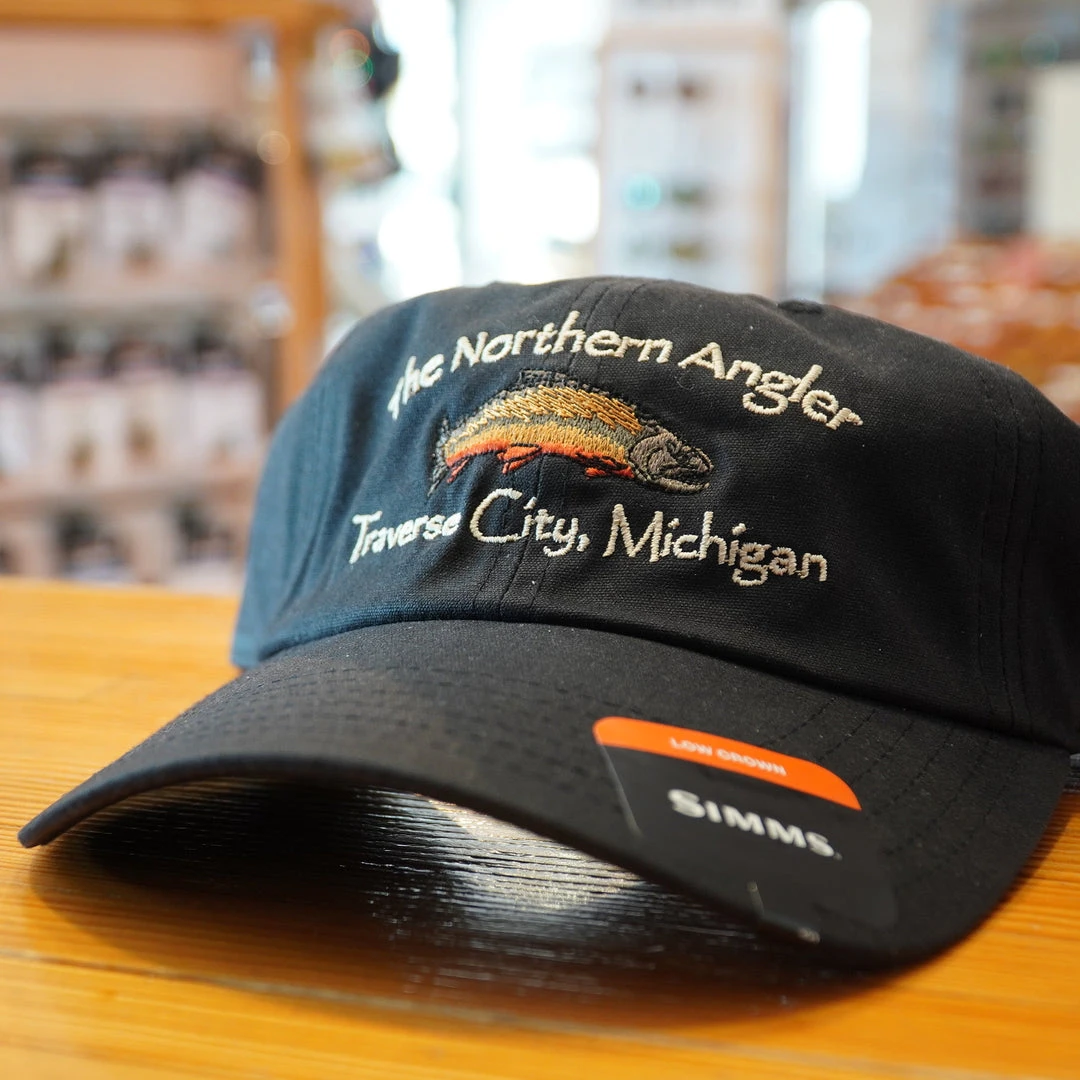 The Northern Angler
Traverse City, Michigan
LOW CROWN
SIMMS